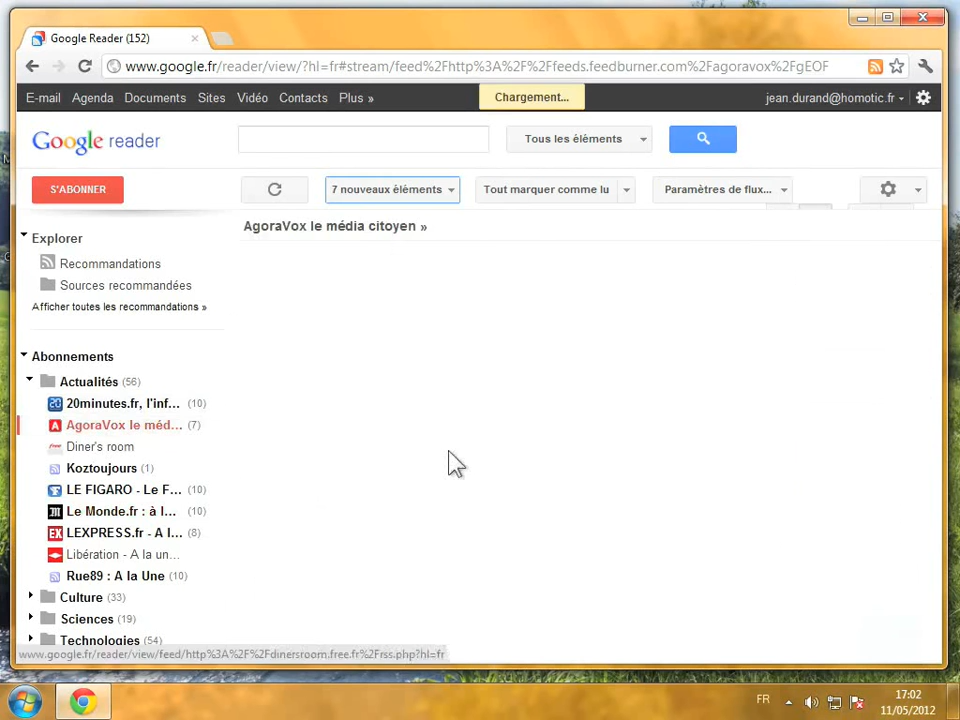 Google Reader (152)
www.google.fr/reader/view/?hl=fr#stream/feed%2Fhttp%3A%2F%2Ffeeds.feedburner.com%2Fagoravox%2FgEOF
E-mail Agenda Documents Sites Vidéo Contacts Plus »
Chargement...
jean.durand@homotic.fr
Google reader
Tous les éléments
S'ABONNER
7 nouveaux éléments
Tout marquer comme lu
Paramètres de flux...
AgoraVox le média citoyen »
Explorer
Recommandations
Sources recommandées
Afficher toutes les recommandations »
Abonnements
Actualités (56)
20minutes.fr, l'inf... (10)
AgoraVox le méd... (7)
Diner's room
Koztoujours (1)
LE FIGARO - Le F... (10)
Le Monde.fr : à l... (10)
LEXPRESS.fr - A l... (8)
Libération - A la un...
Rue89 : A la Une (10)
Culture (33)
Sciences (19)
Technologies (54)
www.google.fr/reader/view/feed/http%3A%2F%2Fdinersroom.free.fr%2Frss.php?hl=fr
FR
17:02
11/05/2012